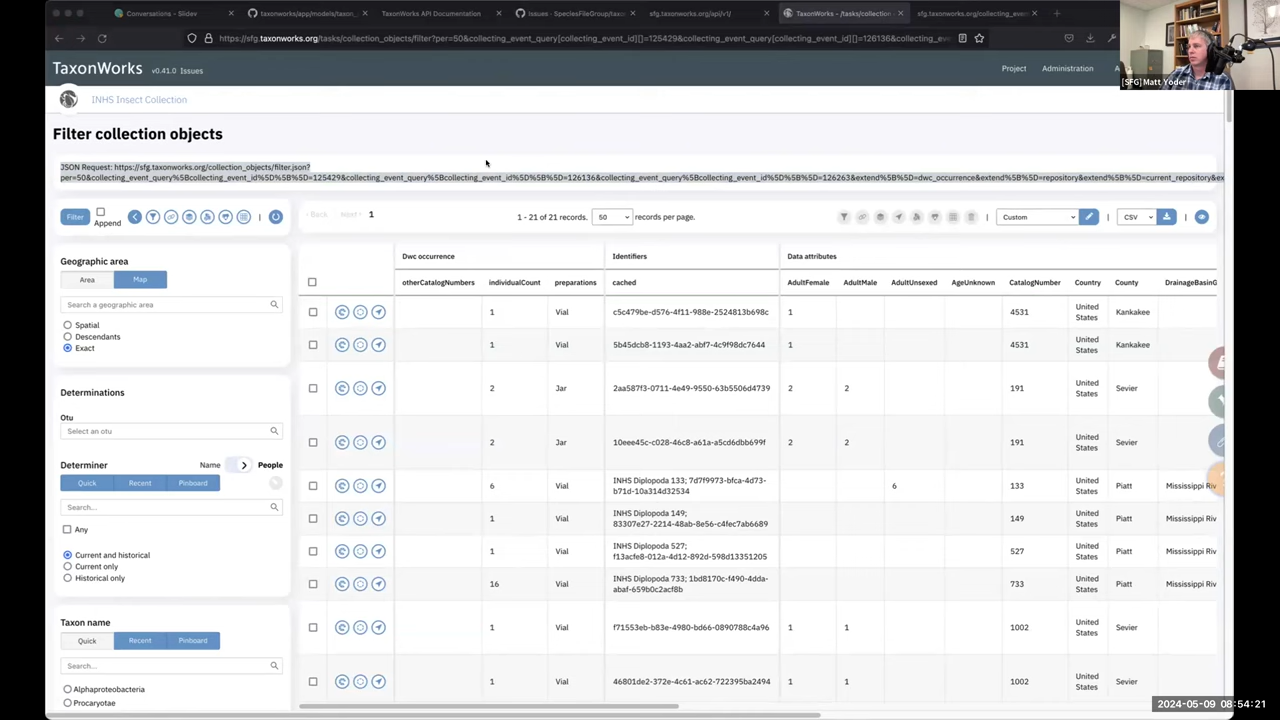 Conversations – Slidev
taxonworks/app/models/taxon_
TaxonWorks API Documentation
Issues · SpeciesFileGroup/taxon
sfg.taxonworks.org/api/v1/
TaxonWorks - /tasks/collection
sfg.taxonworks.org/collecting_ev
https://sfg.taxonworks.org/tasks/collection_objects/filter?per=50&collecting_event_query[collecting_event_id][]=125429&collecting_event_query[collecting_event_id][]=126136&collecting_even
TaxonWorks v0.41.0 Issues
Project Administration
[SFG] Matt Yoder
INHS Insect Collection
Filter collection objects
JSON Request: https://sfg.taxonworks.org/collection_objects/filter.json?
per=50&collecting_event_query%5Bcollecting_event_id%5D%5B%5D=125429&collecting_event_query%5Bcollecting_event_id%5D%5B%5D=126136&collecting_event_query%5Bcollecting_event_id%5D%5B%5D=126263&extend%5B%5D=dwc_occurrence&extend%5B%5D=repository&extend%5B%5D=current_repository&ex
Filter Append
Back NEXT 1 1 - 21 of 21 records. 50 records per page. Custom CSV
Geographic area
Area Map
Search a geographic area
Spatial
Descendants
Exact
Determinations
Otu
Select an otu
Determiner Name People
Quick Recent Pinboard
Search...
Any
Current and historical
Current only
Historical only
Taxon name
Quick Recent Pinboard
Search...
Alphaproteobacteria
Procaryotae
Dwc occurrence Identifiers Data attributes
otherCatalogNumbers individualCount preparations cached AdultFemale AdultMale AdultUnsexed AgeUnknown CatalogNumber Country County DrainageBasinG
1 Vial c5c479be-d576-4f11-988e-2524813b698c 1 4531 United States Kankakee
1 Vial 5b45dcb8-1193-4aa2-abf7-4c9f98dc7644 1 4531 United States Kankakee
2 Jar 2aa587f3-0711-4e49-9550-63b5506d4739 2 2 191 United States Sevier
2 Jar 10eee45c-c028-46c8-a61a-a5cd6dbb699f 2 2 191 United States Sevier
6 Vial INHS Diplopoda 133; 7d7f9973-bfca-4d73-b71d-10a314d32534 6 133 United States Piatt Mississippi Riv
1 Vial INHS Diplopoda 149; 83307e27-2214-48ab-8e56-c4fec7ab6689 149 United States Piatt Mississippi Riv
1 Vial INHS Diplopoda 527; f13acfe8-012a-4d12-892d-598d13351205 527 United States Piatt Mississippi Riv
16 Vial INHS Diplopoda 733; 1bd8170c-f490-4dda-abaf-659b0c2acf8b 733 United States Piatt Mississippi Riv
1 Vial f71553eb-b83e-4980-bd66-0890788c4a96 1 1 1002 United States Sevier
1 Vial 46801de2-372e-4c61-ac62-722395ba2494 1 1 1002 United States Sevier
2024-05-09 08:54:21